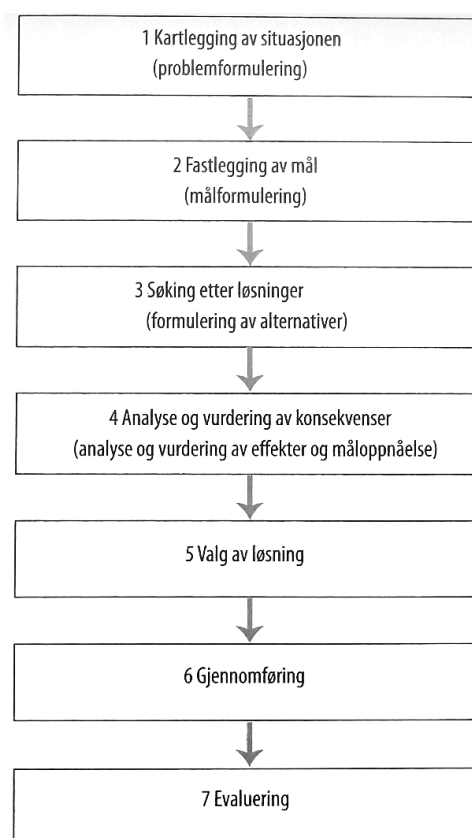 1 Kartlegging av situasjonen
(problemformulering)
2 Fastlegging av mål
(målformulering)
3 Søking etter løsninger
(formulering av alternativer)
4 Analyse og vurdering av konsekvenser
(analyse og vurdering av effekter og måloppnåelse)
5 Valg av løsning
6 Gjennomføring
7 Evaluering